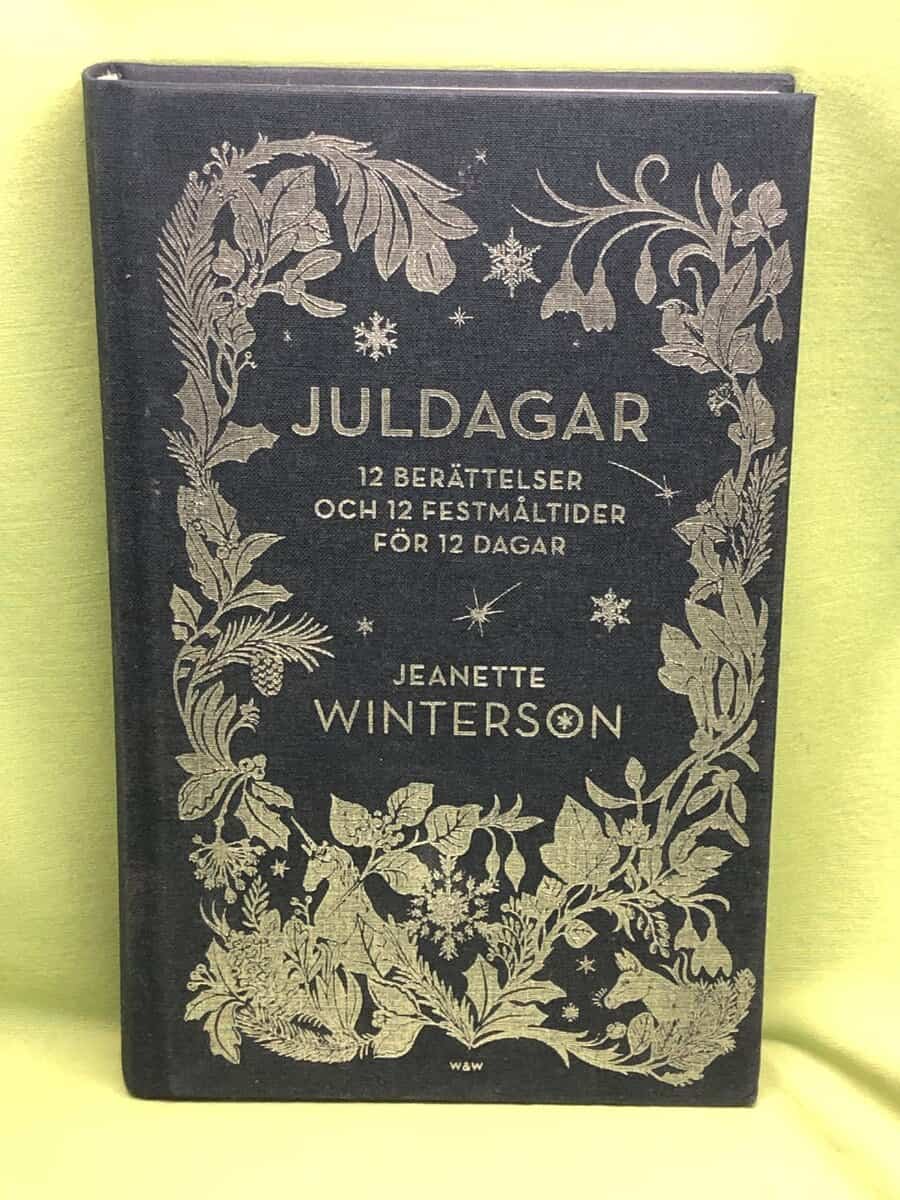 JULDAGAR
12 BERÄTTELSER
OCH 12 FESTMÅLTIDER
FÖR 12 DAGAR
JEANETTE
WINTERSON
W&W